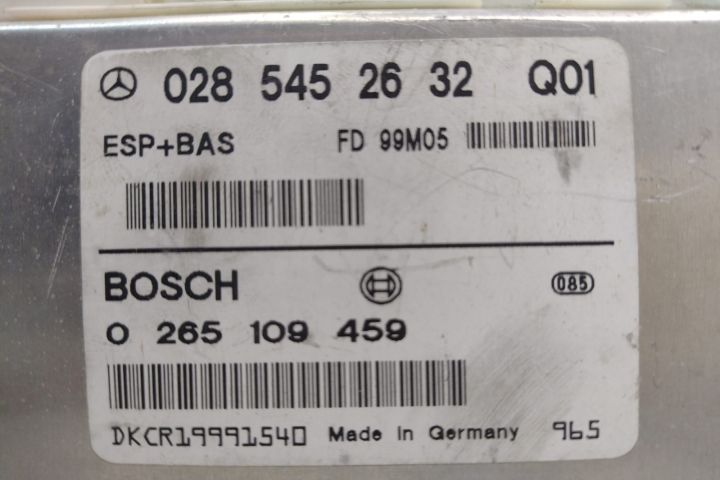 028 545 26 32 Q01
ESP+BAS FD 99M05
BOSCH 085
0 265 109 459
DKCR19991540 Made in Germany 965